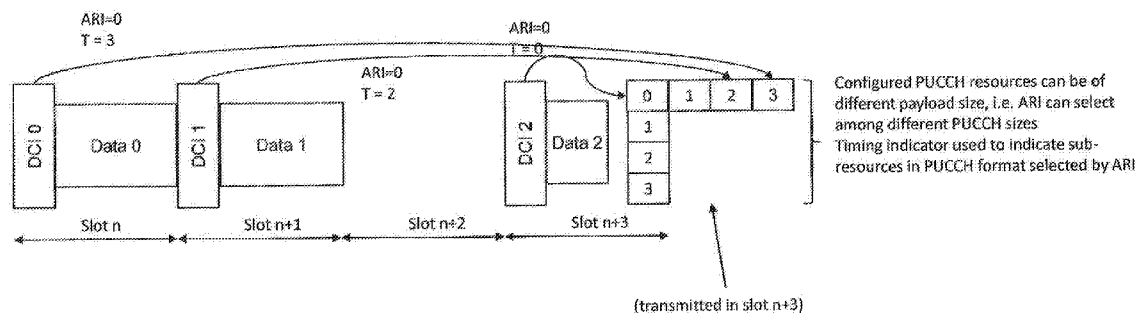 ARI=0
T = 3
ARI=0
T = 0
ARI=0
T = 2
DCI 0
Data 0
DCI 1
Data 1
DCI 2
Data 2
0 1 2 3
1
2
3
Configured PUCCH resources can be of
different payload size, i.e. ARI can select
among different PUCCH sizes
Timing indicator used to indicate sub-
resources in PUCCH format selected by ARI
Slot n
Slot n+1
Slot n+2
Slot n+3
(transmitted in slot n+3)